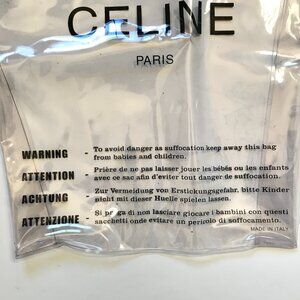 CELINE
PARIS
WARNING - To avoid danger as suffocation keep away this bag
from babies and children.
ATTENTION - Prière de ne pas laisser jouer les bébés ou les enfants
avec ce sac afin d'éviter tout danger de suffocation.
ACHTUNG - Zur Vermeidung von Erstickungsgefahr, bitte Kinder
nicht mit dieser Huelle spielen lassen.
ATTENZIONE - Si prega di non lasciare giocare i bambini con questi
sacchetti onde evitare un pericolo di soffocamento.
MADE IN ITALY